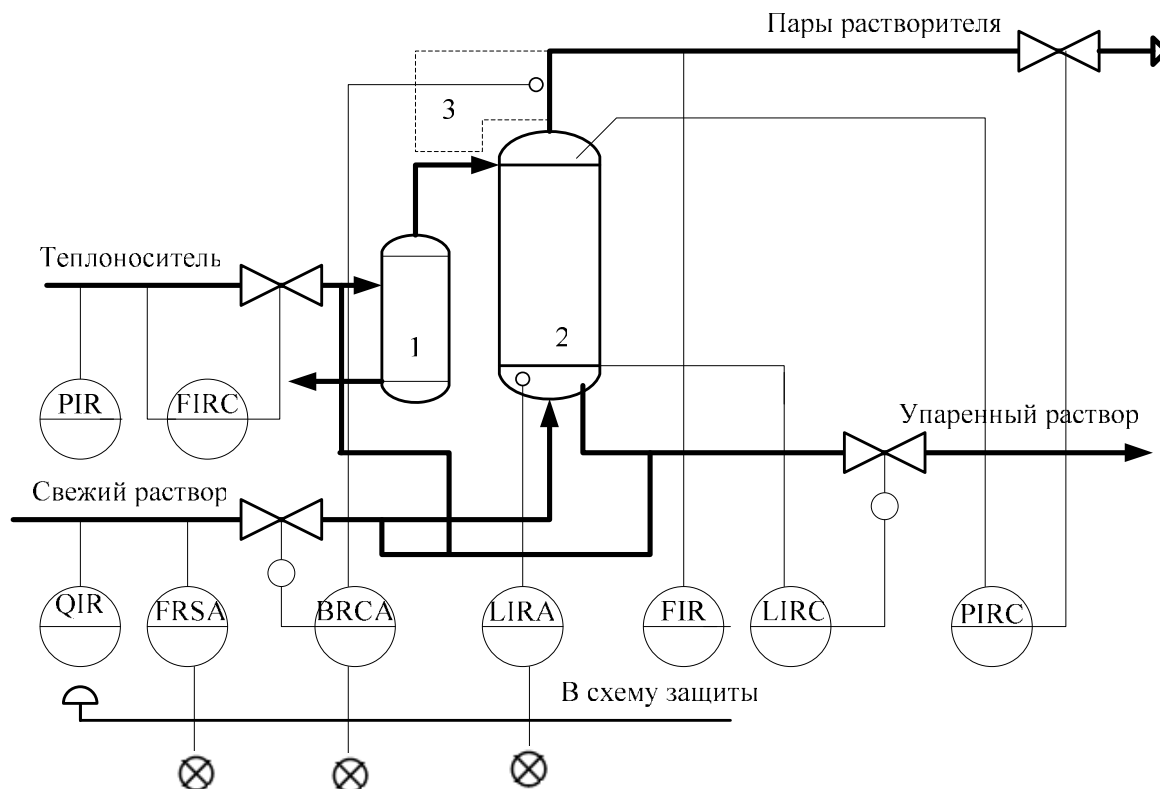 Пары растворителя
3
Теплоноситель
1
2
PIR
FIRC
Упаренный раствор
Свежий раствор
QIR
FRSA
BRCA
LIRA
FIR
LIRC
PIRC
В схему защиты